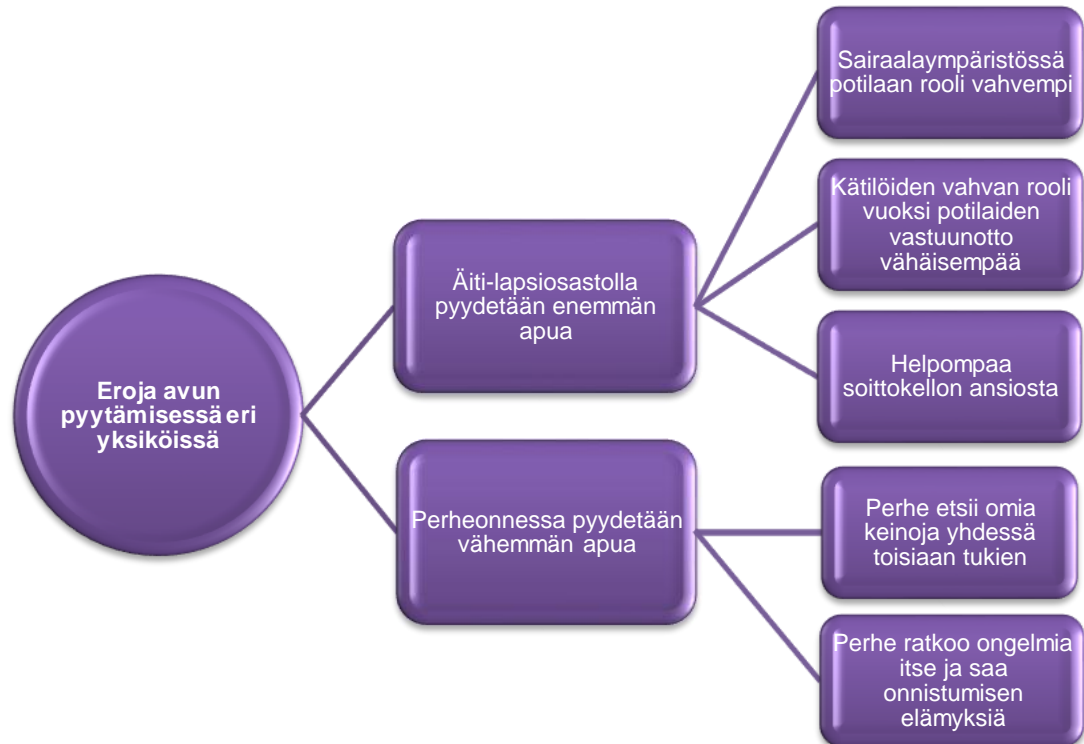 Eroja avun
pyytämisessä eri
yksiköissä
Äiti-lapsiosastolla
pyydetään enemmän
apua
Sairaalaympäristössä
potilaan rooli vahvempi
Kätilöiden vahvan rooli
vuoksi potilaiden
vastuunotto
vähäisempää
Helpompaa
soittokellon ansiosta
Perheonnessa pyydetään
vähemmän apua
Perhe etsii omia
keinoja yhdessä
toisiaan tukien
Perhe ratkoo ongelmia
itse ja saa
onnistumisen
elämyksiä